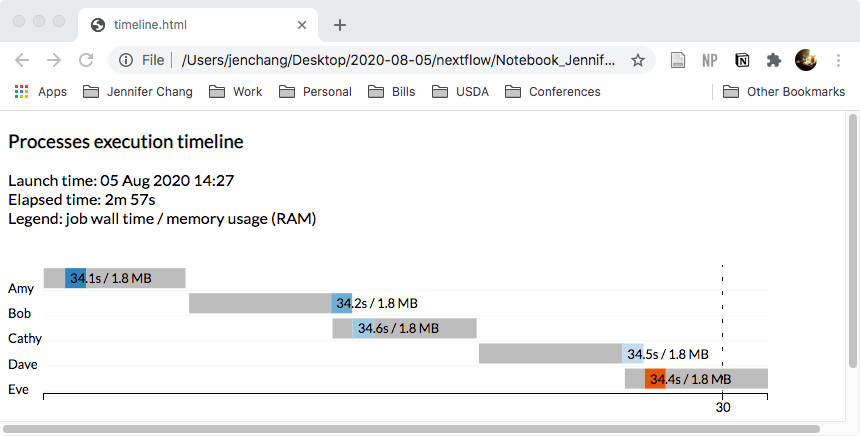 timeline.html
File
/Users/jenchang/Desktop/2020-08-05/nextflow/Notebook_Jennif...
NP
Apps
Jennifer Chang
Work
Personal
Bills
USDA
Conferences
Other Bookmarks
Processes execution timeline
Launch time: 05 Aug 2020 14:27
Elapsed time: 2m 57s
Legend: job wall time / memory usage (RAM)
34.1s / 1.8 MB
Amy
34.2s / 1.8 MB
Bob
34.6s / 1.8 MB
Cathy
34.5s / 1.8 MB
Dave
34.4s / 1.8 MB
Eve
30